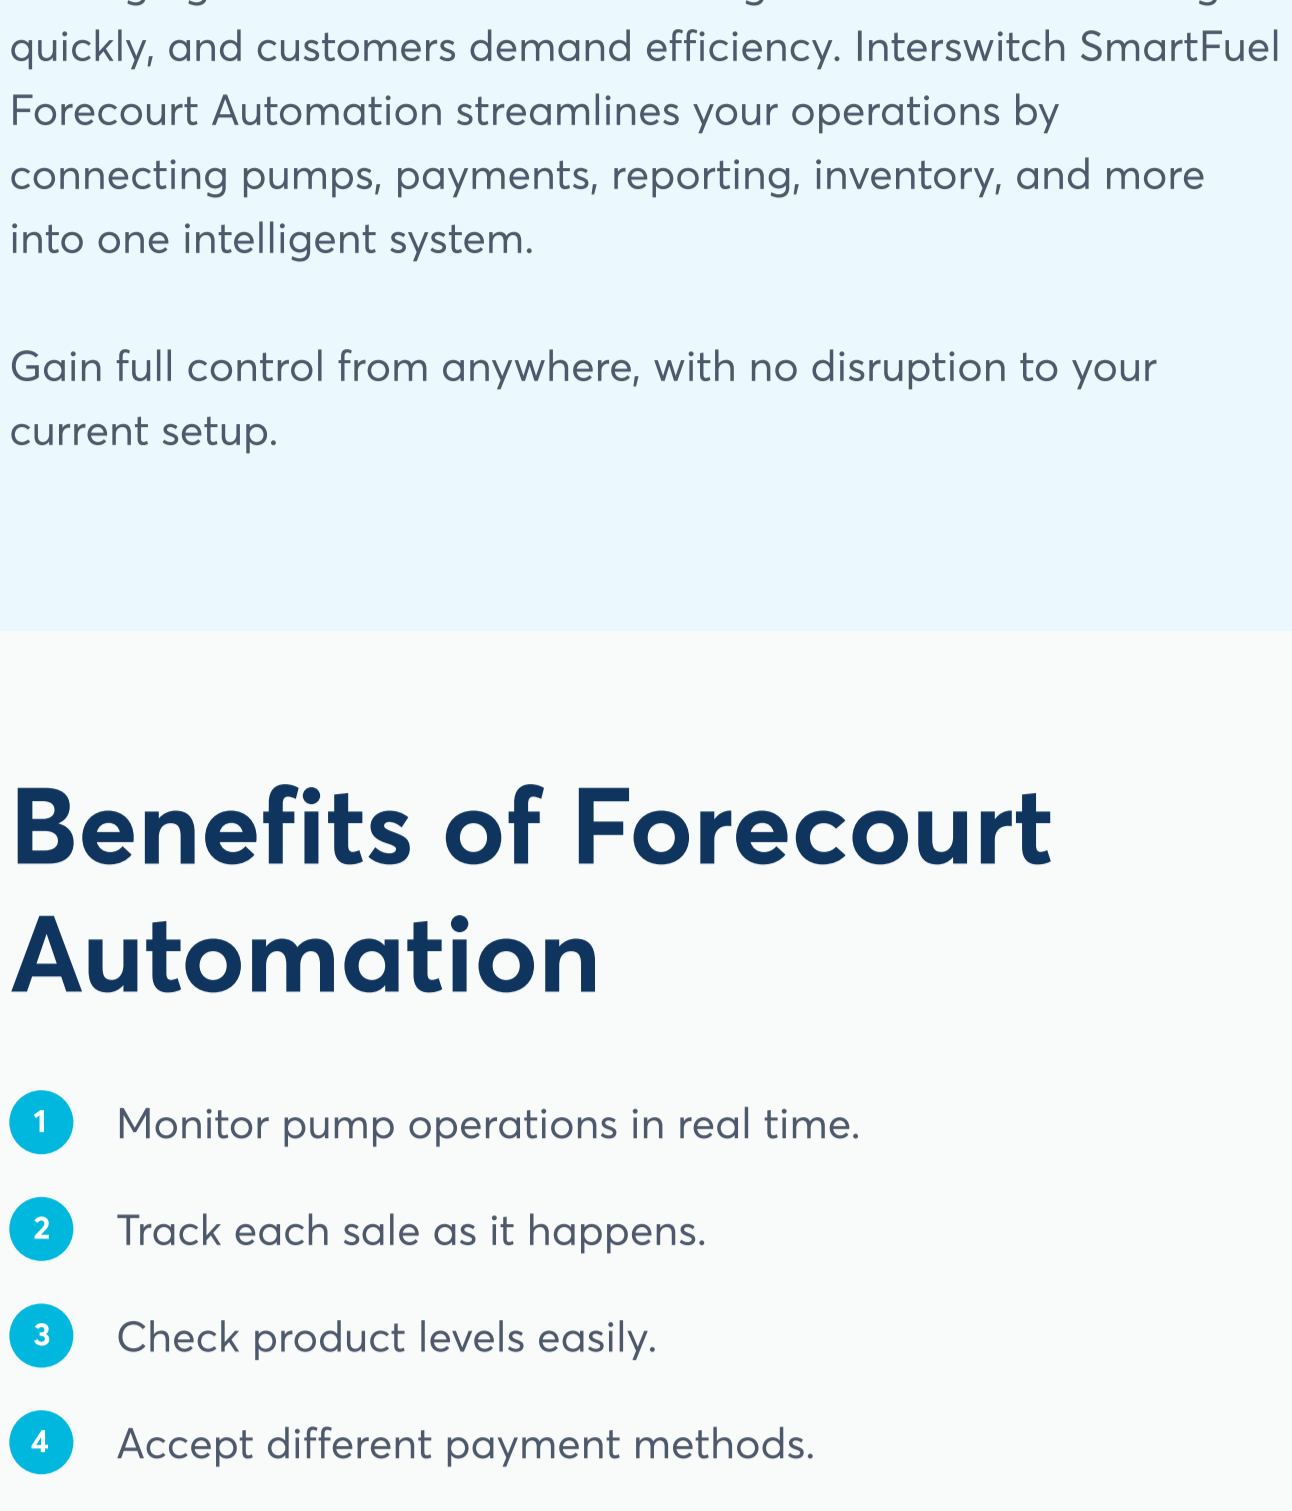 quickly, and customers demand efficiency. Interswitch SmartFuel
Forecourt Automation streamlines your operations by
connecting pumps, payments, reporting, inventory, and more
into one intelligent system.
Gain full control from anywhere, with no disruption to your
current setup.
Benefits of Forecourt
Automation
1 Monitor pump operations in real time.
2 Track each sale as it happens.
3 Check product levels easily.
4 Accept different payment methods.